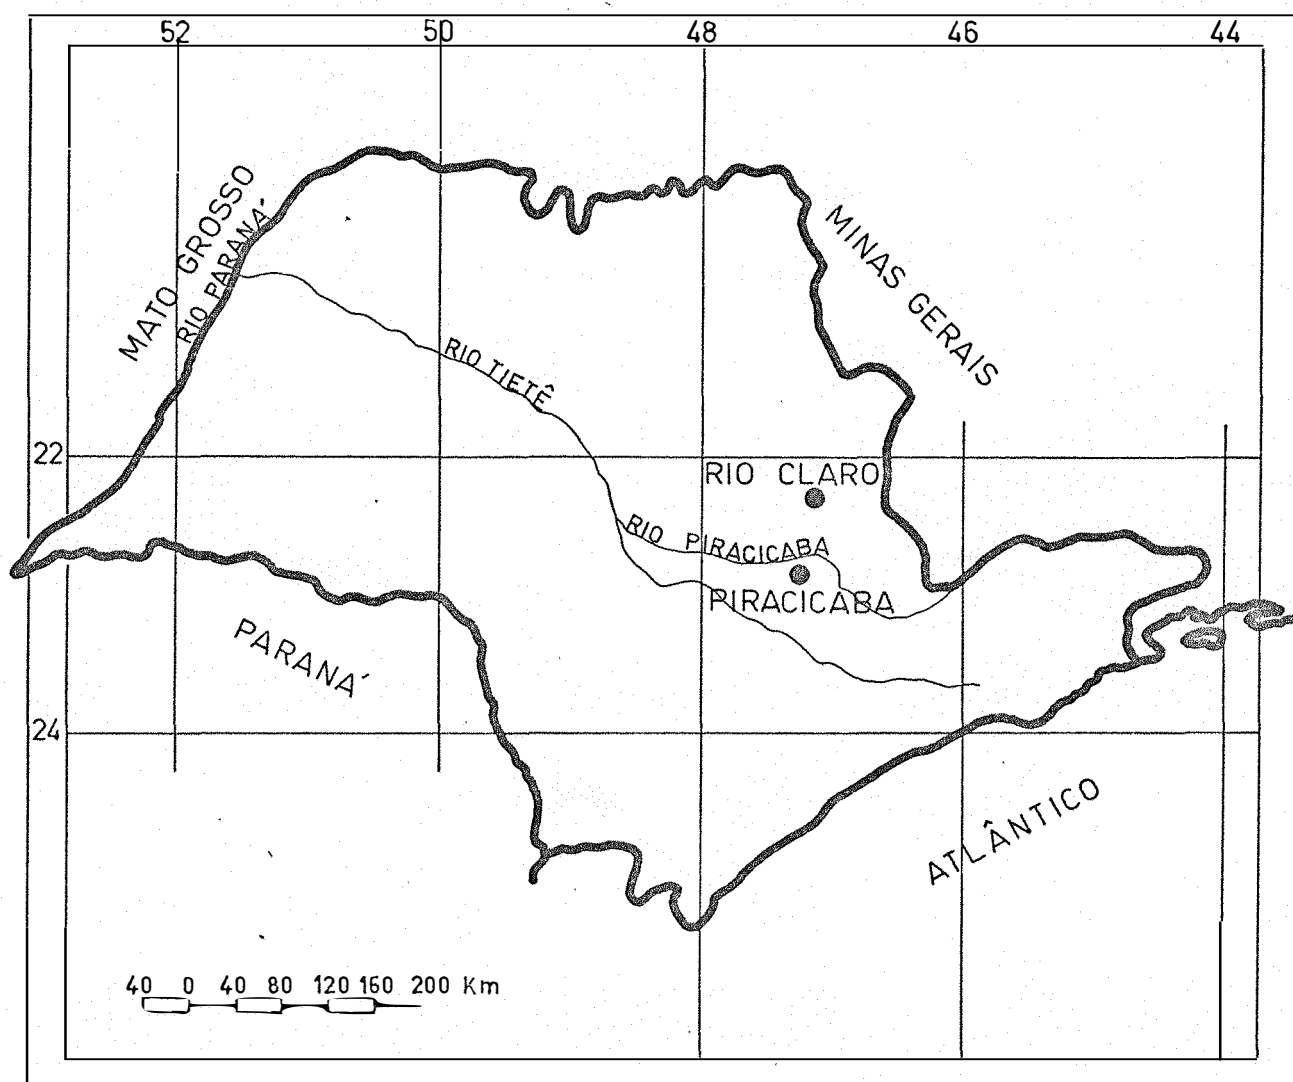 52 50 48 46 44
MATO GROSSO
RIO PARANÁ
MINAS GERAIS
RIO TIETÊ
22
RIO CLARO
RIO PIRACICABA
PIRACICABA
PARANÁ
24
ATLÂNTICO
40 0 40 80 120 160 200 Km